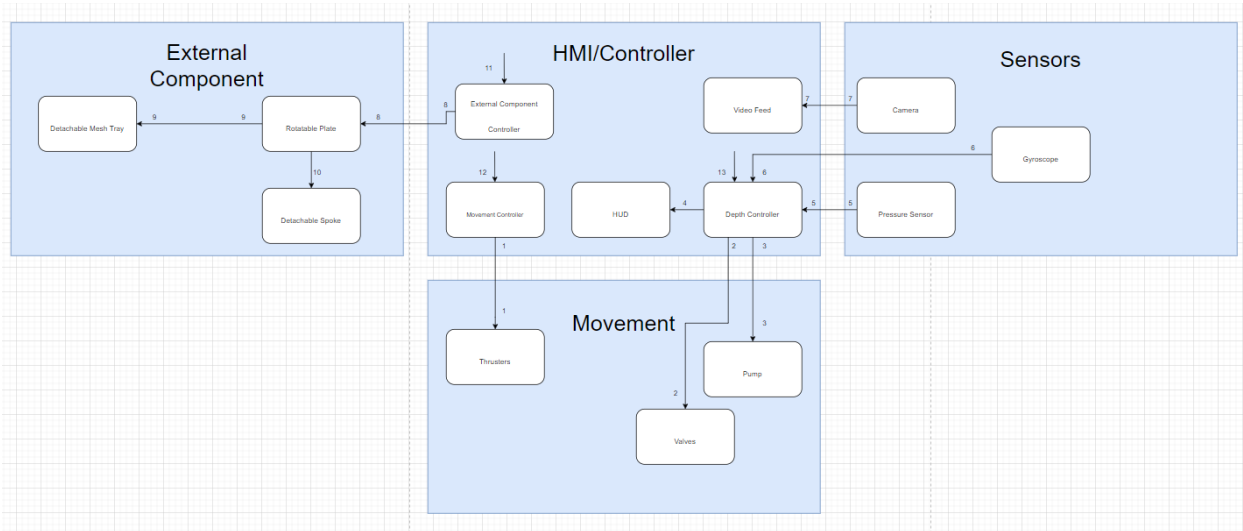 External
Component
HMI/Controller
Sensors
11
External Component
Controller
8
8
9
9
Detachable Mesh Tray
Rotatable Plate
10
Detachable Spoke
Video Feed
7
7
Camera
6
Gyroscope
12
13
6
Movement Controller
HUD
4
Depth Controller
5
5
Pressure Sensor
1
2
3
Movement
1
3
Thrusters
Pump
2
Valves